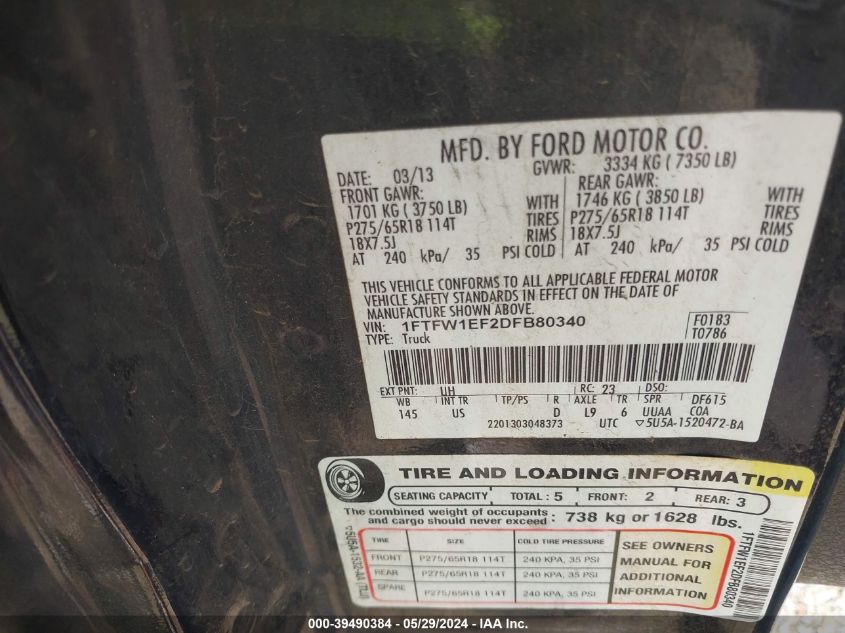 MFD. BY FORD MOTOR CO.
DATE: 03/13 GVWR: 3334 KG ( 7350 LB)
FRONT GAWR: REAR GAWR:
1701 KG ( 3750 LB) WITH 1746 KG ( 3850 LB) WITH
P275/65R18 114T TIRES P275/65R18 114T TIRES
18X7.5J RIMS 18X7.5J RIMS
AT 240 kPa/ 35 PSI COLD AT 240 kPa/ 35 PSI COLD
THIS VEHICLE CONFORMS TO ALL APPLICABLE FEDERAL MOTOR
VEHICLE SAFETY STANDARDS IN EFFECT ON THE DATE OF
MANUFACTURE SHOWN ABOVE.
VIN: 1FTFW1EF2DFB80340 F0183
TYPE: Truck T0786
EXT PNT: UH RC: 23 DSO:
WB INT TR TP/PS R AXLE TR SPR DF615
145 US D L9 6 UUAA COA
2201303048373 UTC ▽5U5A-1520472-BA
TIRE AND LOADING INFORMATION
SEATING CAPACITY TOTAL : 5 FRONT: 2 REAR: 3
The combined weight of occupants
and cargo should never exceed : 738 kg or 1628 lbs.
TIRE SIZE COLD TIRE PRESSURE
FRONT P275/65R18 114T 240 KPA, 35 PSI
REAR P275/65R18 114T 240 KPA, 35 PSI
SPARE P275/65R18 114T 240 KPA, 35 PSI
SEE OWNERS
MANUAL FOR
ADDITIONAL
INFORMATION
▽5U5A-1532-AA (TLU)
1FTFW1EF2DFB80340
000-39490384 - 05/29/2024 - IAA Inc.